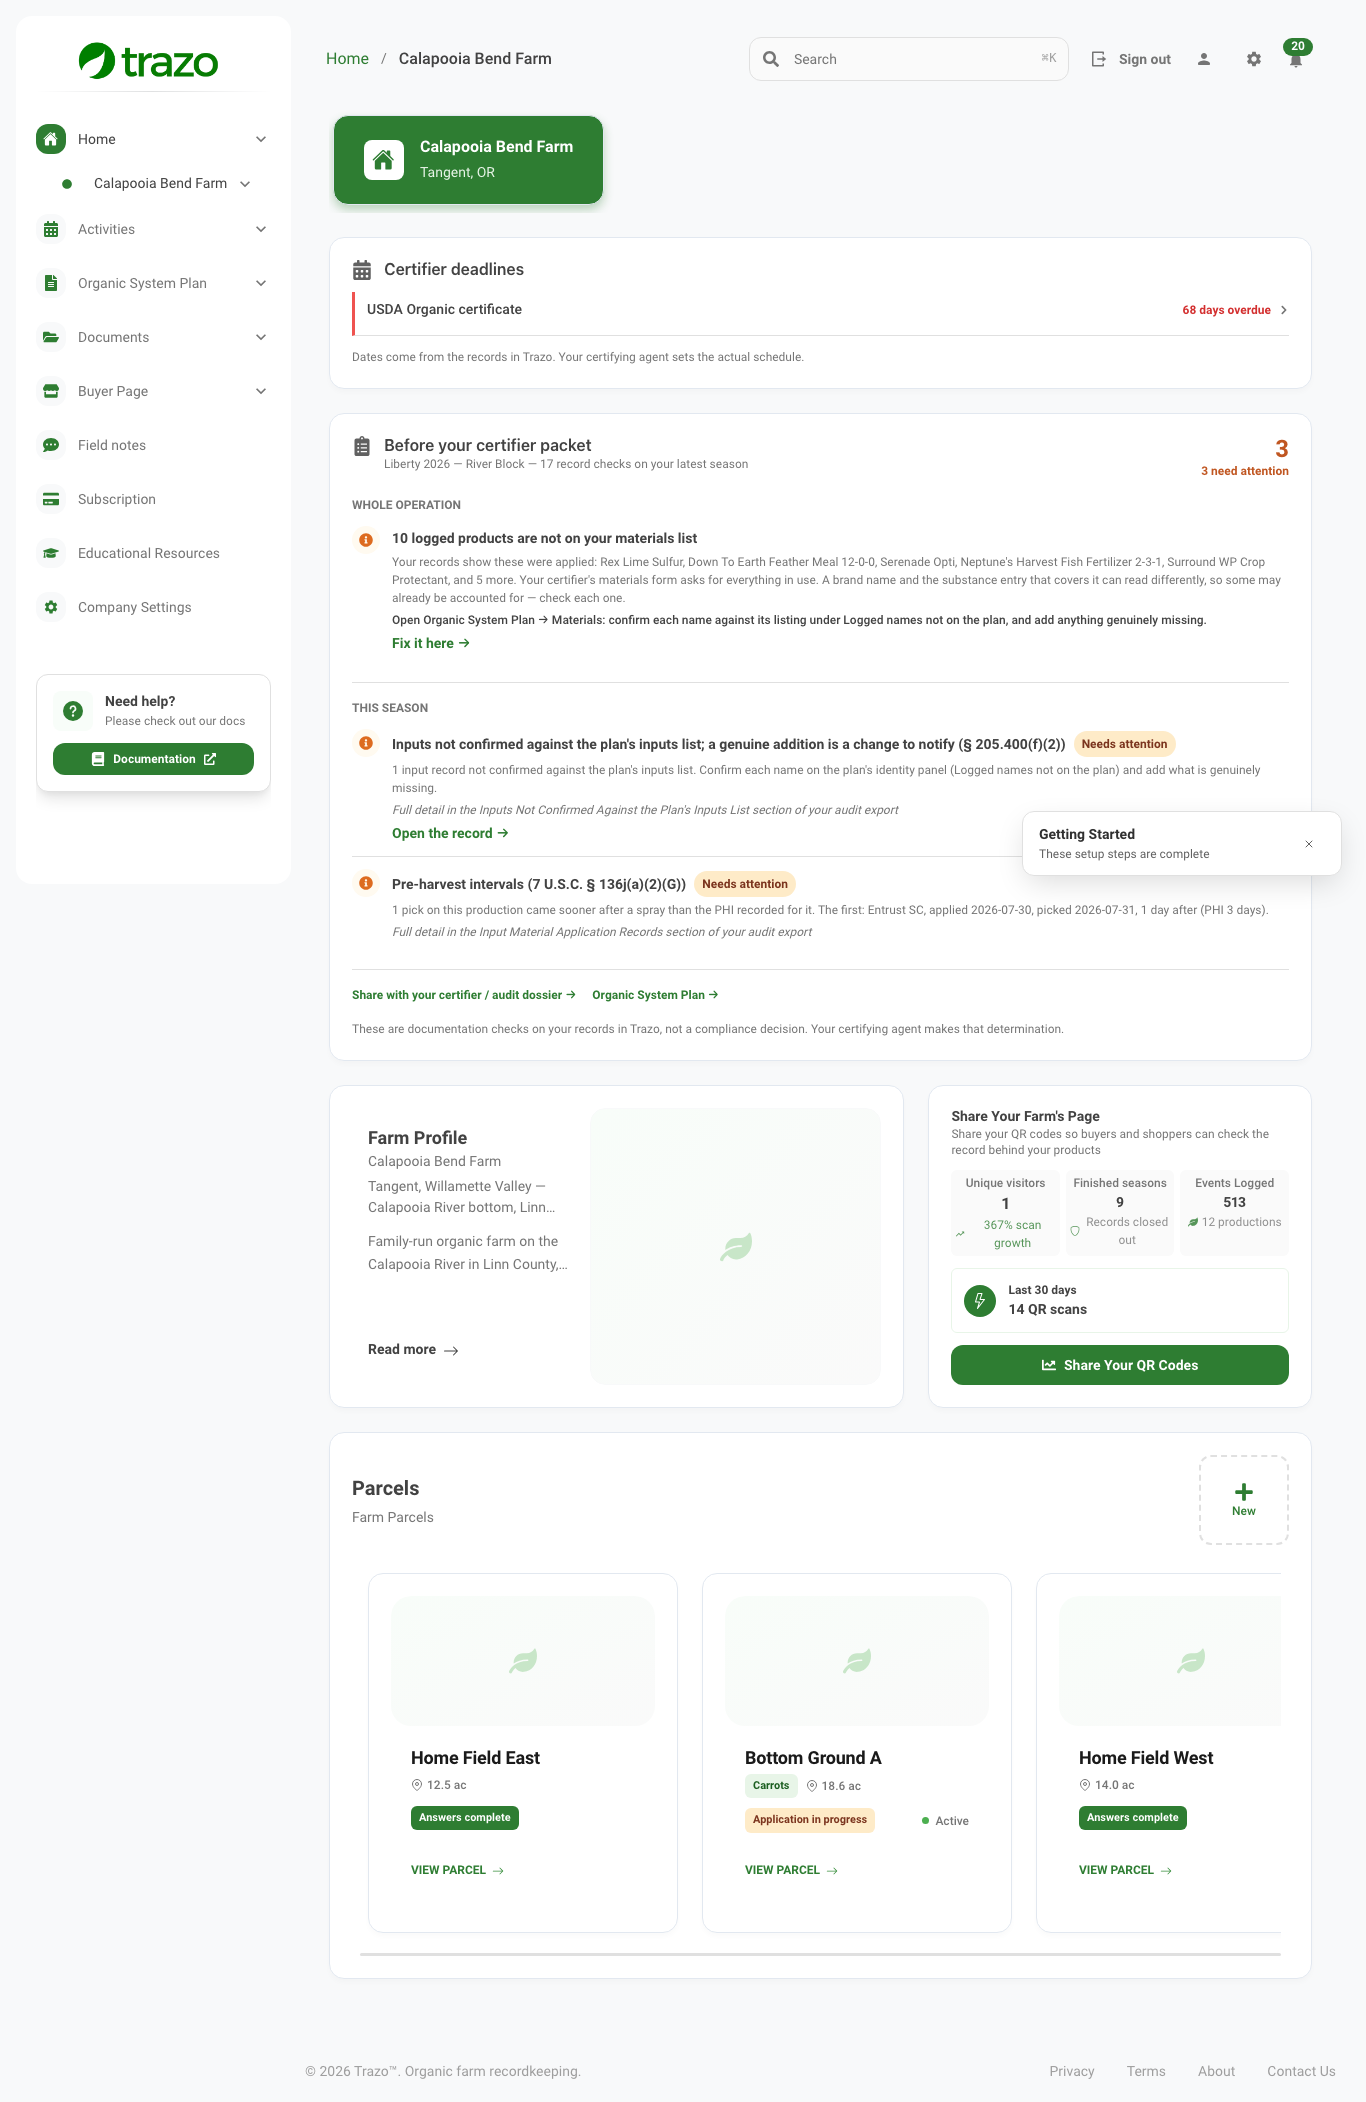 trazo
Home
Calapooia Bend Farm
Activities
Organic System Plan
Documents
Buyer Page
Field notes
Subscription
Educational Resources
Company Settings
Need help?
Please check out our docs
Documentation
Home / Calapooia Bend Farm
Search ⌘K
Sign out
20
Calapooia Bend Farm
Tangent, OR
Certifier deadlines
USDA Organic certificate
68 days overdue
Dates come from the records in Trazo. Your certifying agent sets the actual schedule.
Before your certifier packet
Liberty 2026 — River Block — 17 record checks on your latest season
3
3 need attention
WHOLE OPERATION
10 logged products are not on your materials list
Your records show these were applied: Rex Lime Sulfur, Down To Earth Feather Meal 12-0-0, Serenade Opti, Neptune's Harvest Fish Fertilizer 2-3-1, Surround WP Crop
Protectant, and 5 more. Your certifier's materials form asks for everything in use. A brand name and the substance entry that covers it can read differently, so some may
already be accounted for — check each one.
Open Organic System Plan → Materials: confirm each name against its listing under Logged names not on the plan, and add anything genuinely missing.
Fix it here →
THIS SEASON
Inputs not confirmed against the plan's inputs list; a genuine addition is a change to notify (§ 205.400(f)(2)) Needs attention
1 input record not confirmed against the plan's inputs list. Confirm each name on the plan's identity panel (Logged names not on the plan) and add what is genuinely
missing.
Full detail in the Inputs Not Confirmed Against the Plan's Inputs List section of your audit export
Open the record →
Getting Started
These setup steps are complete
Pre-harvest intervals (7 U.S.C. § 136j(a)(2)(G)) Needs attention
1 pick on this production came sooner after a spray than the PHI recorded for it. The first: Entrust SC, applied 2026-07-30, picked 2026-07-31, 1 day after (PHI 3 days).
Full detail in the Input Material Application Records section of your audit export
Share with your certifier / audit dossier → Organic System Plan →
These are documentation checks on your records in Trazo, not a compliance decision. Your certifying agent makes that determination.
Farm Profile
Calapooia Bend Farm
Tangent, Willamette Valley —
Calapooia River bottom, Linn...
Family-run organic farm on the
Calapooia River in Linn County,...
Read more →
Share Your Farm's Page
Share your QR codes so buyers and shoppers can check the
record behind your products
Unique visitors
1
367% scan
growth
Finished seasons
9
Records closed
out
Events Logged
513
12 productions
Last 30 days
14 QR scans
Share Your QR Codes
Parcels
Farm Parcels
New
Home Field East
12.5 ac
Answers complete
VIEW PARCEL →
Bottom Ground A
Carrots 18.6 ac
Application in progress Active
VIEW PARCEL →
Home Field West
14.0 ac
Answers complete
VIEW PARCEL →
© 2026 Trazo™. Organic farm recordkeeping.
Privacy Terms About Contact Us